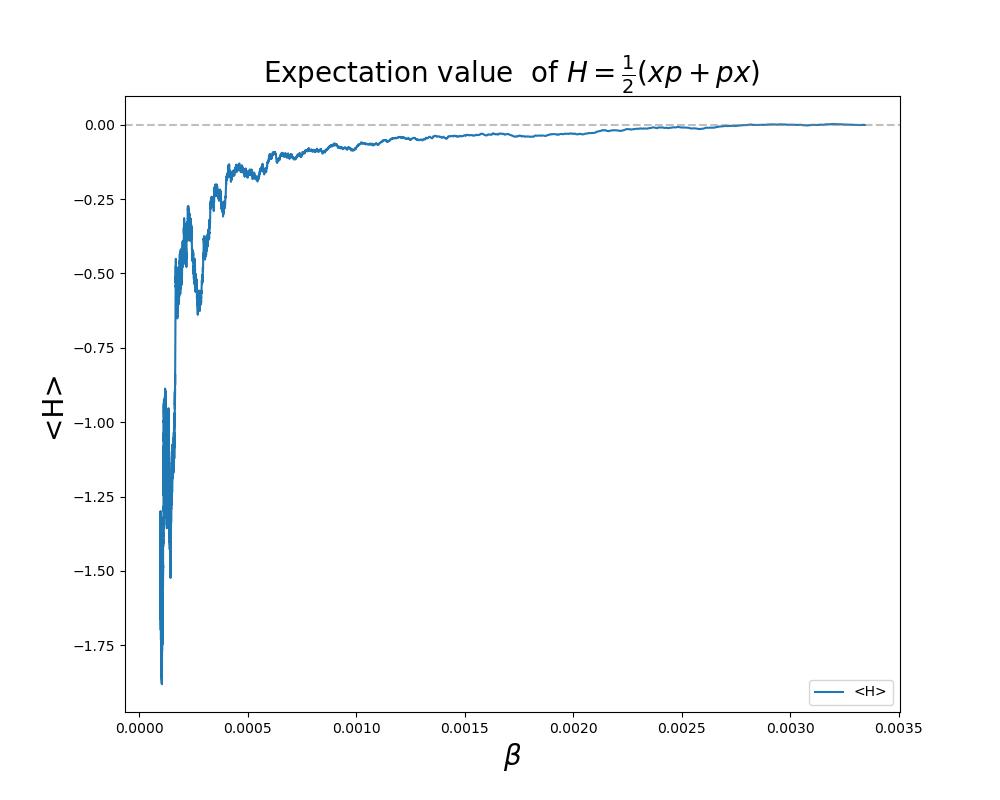 Expectation value  of $H = \frac{1}{2}(xp + px)$
0.00
−0.25
−0.50
−0.75
−1.00
−1.25
−1.50
−1.75
<H>
<H>
0.0000 0.0005 0.0010 0.0015 0.0020 0.0025 0.0030 0.0035
β